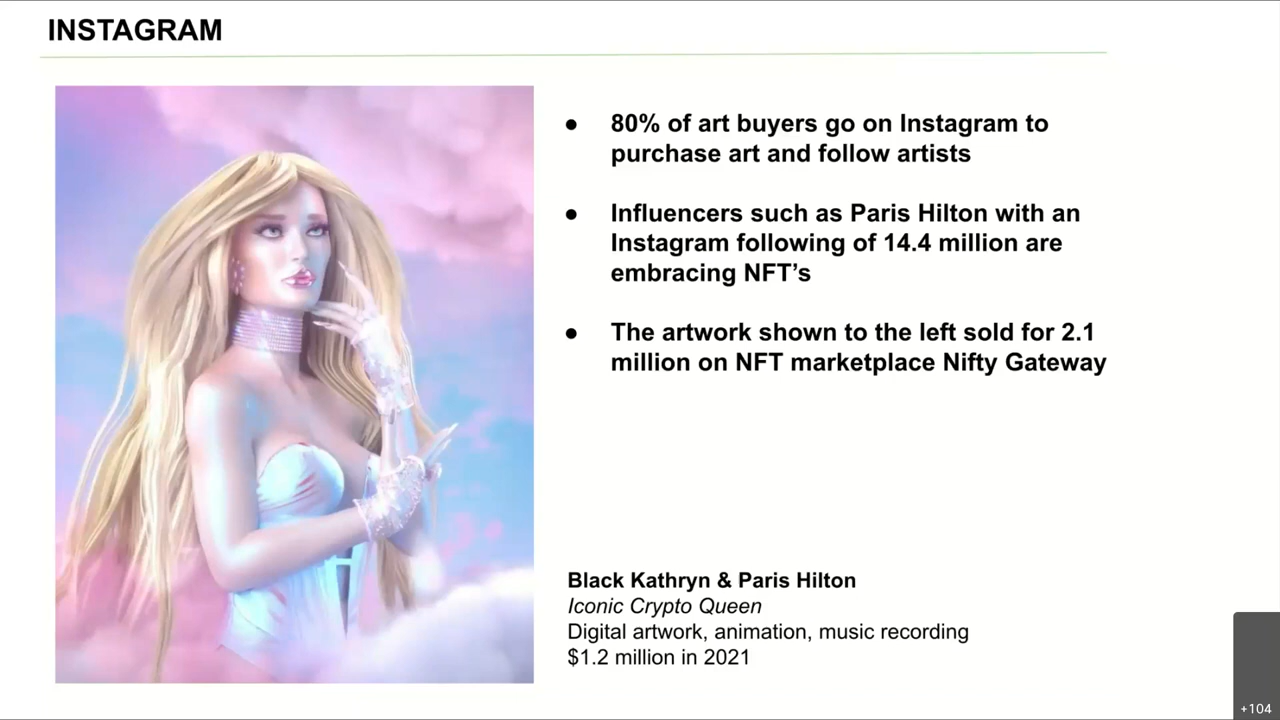 INSTAGRAM
● 80% of art buyers go on Instagram to
purchase art and follow artists
● Influencers such as Paris Hilton with an
Instagram following of 14.4 million are
embracing NFT’s
● The artwork shown to the left sold for 2.1
million on NFT marketplace Nifty Gateway
Black Kathryn & Paris Hilton
Iconic Crypto Queen
Digital artwork, animation, music recording
$1.2 million in 2021
+104